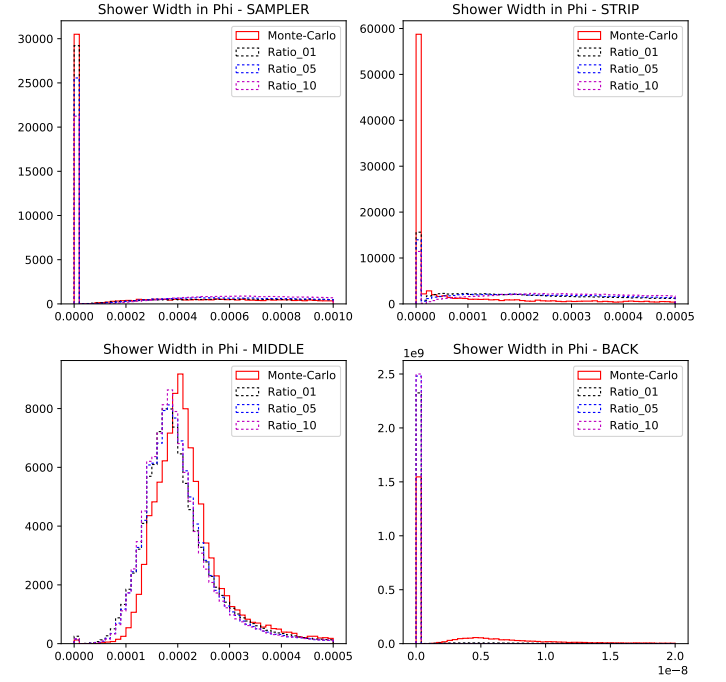 Shower Width in Phi - SAMPLER
30000
25000
20000
15000
10000
5000
0
0.0000 0.0002 0.0004 0.0006 0.0008 0.0010
Monte-Carlo
Ratio_01
Ratio_05
Ratio_10
Shower Width in Phi - STRIP
60000
50000
40000
30000
20000
10000
0
0.0000 0.0001 0.0002 0.0003 0.0004 0.0005
Monte-Carlo
Ratio_01
Ratio_05
Ratio_10
Shower Width in Phi - MIDDLE
8000
6000
4000
2000
0
0.0000 0.0001 0.0002 0.0003 0.0004 0.0005
Monte-Carlo
Ratio_01
Ratio_05
Ratio_10
Shower Width in Phi - BACK
1e9
2.5
2.0
1.5
1.0
0.5
0.0
0.0 0.5 1.0 1.5 2.0
1e−8
Monte-Carlo
Ratio_01
Ratio_05
Ratio_10